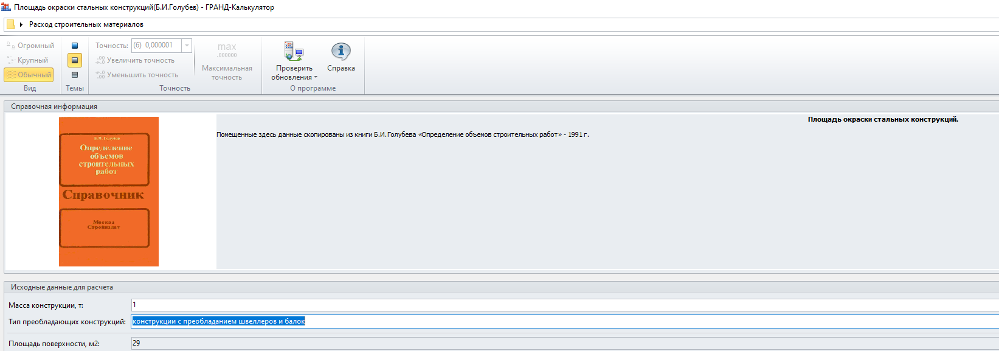 Площадь окраски стальных конструкций(Б.И.Голубев) - ГРАНД-Калькулятор
Расход строительных материалов
Огромный
Крупный
Обычный
Вид
Темы
Точность: (6) 0,000001
Увеличить точность
Уменьшить точность
max
.000000
Максимальная
точность
Точность
Проверить
обновления
Справка
О программе
Справочная информация
Б.И.Голубев
Определение
объемов
строительных
работ
Справочник
Москва
Стройиздат
Площадь окраски стальных конструкций.
Помещенные здесь данные скопированы из книги Б.И.Голубева «Определение объемов строительных работ» - 1991 г.
Исходные данные для расчета
Масса конструкции, т: 1
Тип преобладающих конструкций: конструкции с преобладанием швеллеров и балок
Площадь поверхности, м2: 29